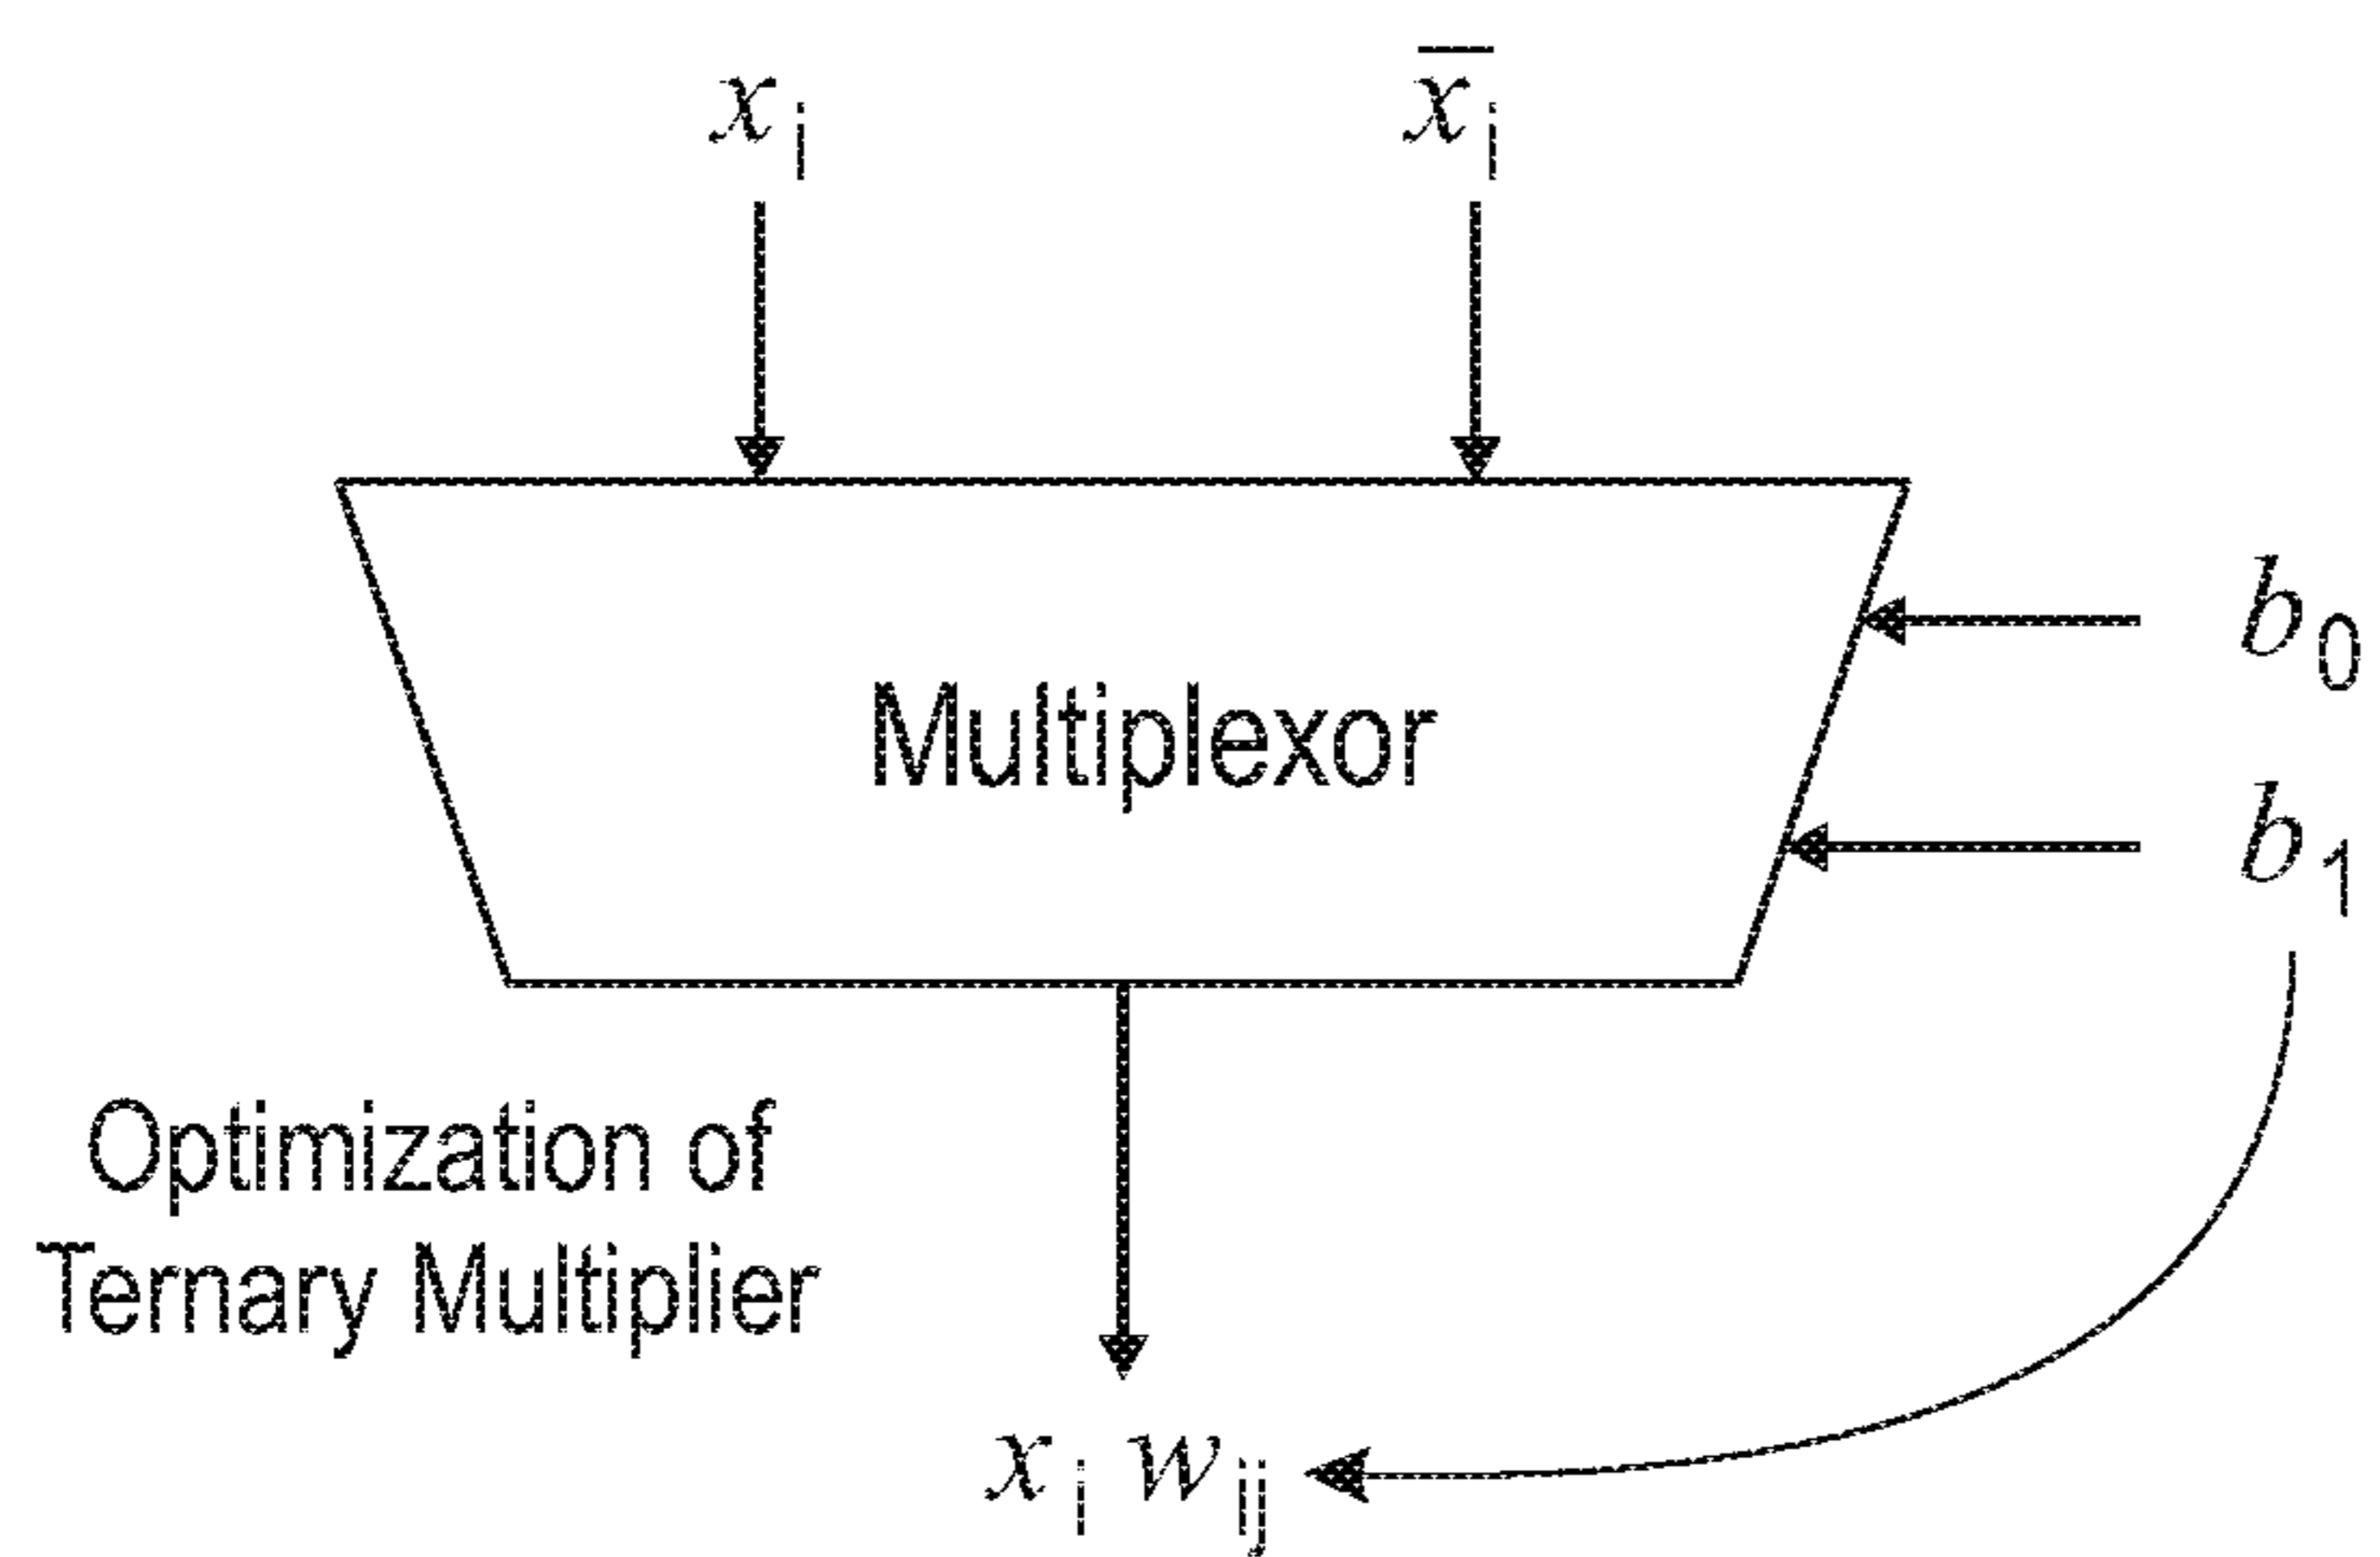 x_i
x̅_i
b_0
Multiplexor
b_1
Optimization of
Ternary Multiplier
x_i w_ij